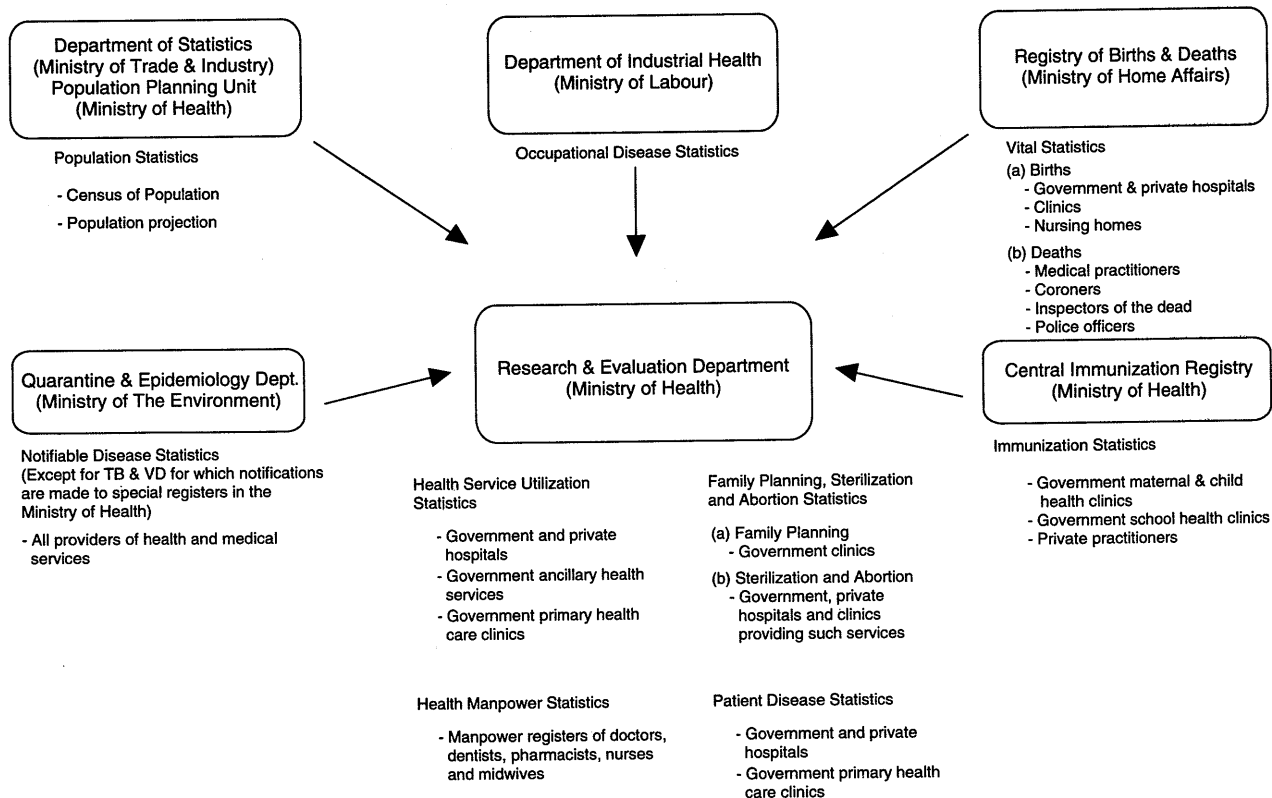 Department of Statistics
(Ministry of Trade & Industry)
Population Planning Unit
(Ministry of Health)
Population Statistics
- Census of Population
- Population projection
Department of Industrial Health
(Ministry of Labour)
Occupational Disease Statistics
Registry of Births & Deaths
(Ministry of Home Affairs)
Vital Statistics
(a) Births
- Government & private hospitals
- Clinics
- Nursing homes
(b) Deaths
- Medical practitioners
- Coroners
- Inspectors of the dead
- Police officers
Quarantine & Epidemiology Dept.
(Ministry of The Environment)
Notifiable Disease Statistics
(Except for TB & VD for which notifications
are made to special registers in the
Ministry of Health)
- All providers of health and medical
services
Research & Evaluation Department
(Ministry of Health)
Central Immunization Registry
(Ministry of Health)
Immunization Statistics
- Government maternal & child
health clinics
- Government school health clinics
- Private practitioners
Health Service Utilization
Statistics
- Government and private
hospitals
- Government ancillary health
services
- Government primary health
care clinics
Family Planning, Sterilization
and Abortion Statistics
(a) Family Planning
- Government clinics
(b) Sterilization and Abortion
- Government, private
hospitals and clinics
providing such services
Health Manpower Statistics
- Manpower registers of doctors,
dentists, pharmacists, nurses
and midwives
Patient Disease Statistics
- Government and private
hospitals
- Government primary health
care clinics